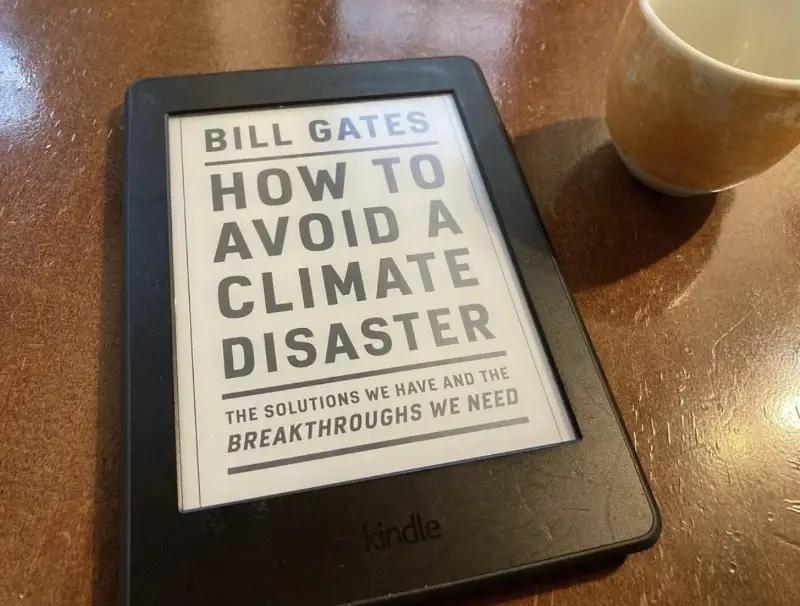 BILL GATES
HOW TO
AVOID A
CLIMATE
DISASTER
THE SOLUTIONS WE HAVE AND THE
BREAKTHROUGHS WE NEED
kindle